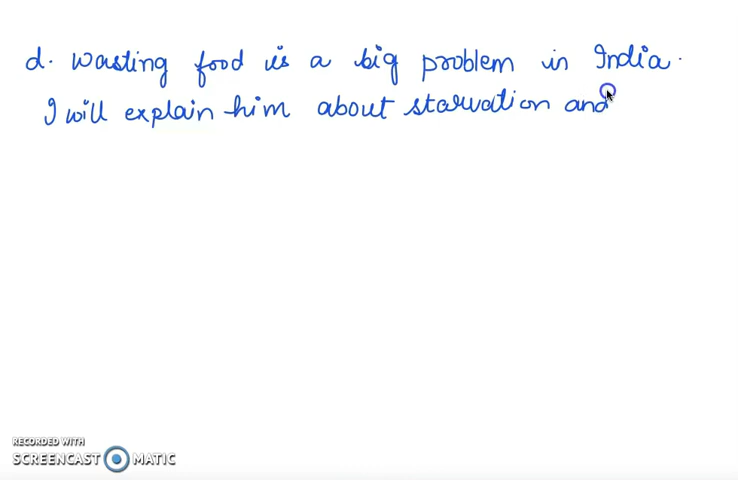 d. wasting food is a big problem in India.
I will explain him about starvation and
RECORDED WITH
SCREENCAST MATIC